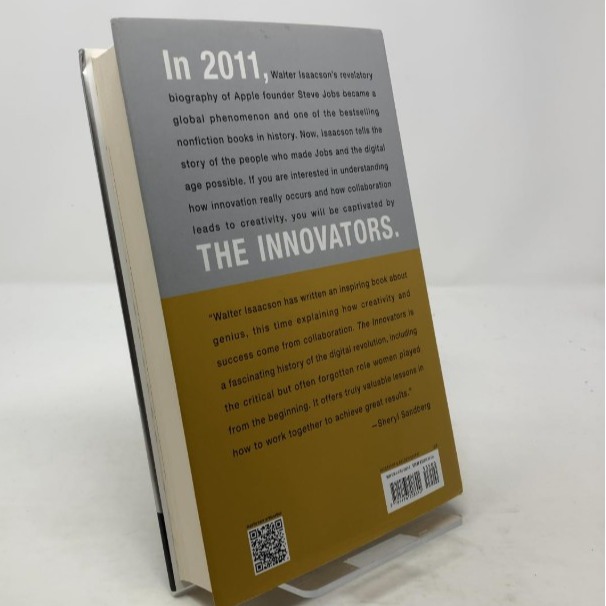 In 2011, Walter Isaacson's revelatory
biography of Apple founder Steve Jobs became a
global phenomenon and one of the bestselling
nonfiction books in history. Now, Isaacson tells the
story of the people who made Jobs and the digital
age possible. If you are interested in understanding
how innovation really occurs and how collaboration
leads to creativity, you will be captivated by
THE INNOVATORS.
"Walter Isaacson has written an inspiring book about
genius, this time explaining how creativity and
success come from collaboration. The Innovators is
a fascinating history of the digital revolution, including
the critical but often forgotten role women played
from the beginning. It offers truly valuable lessons in
how to work together to achieve great results."
—Sheryl Sandberg